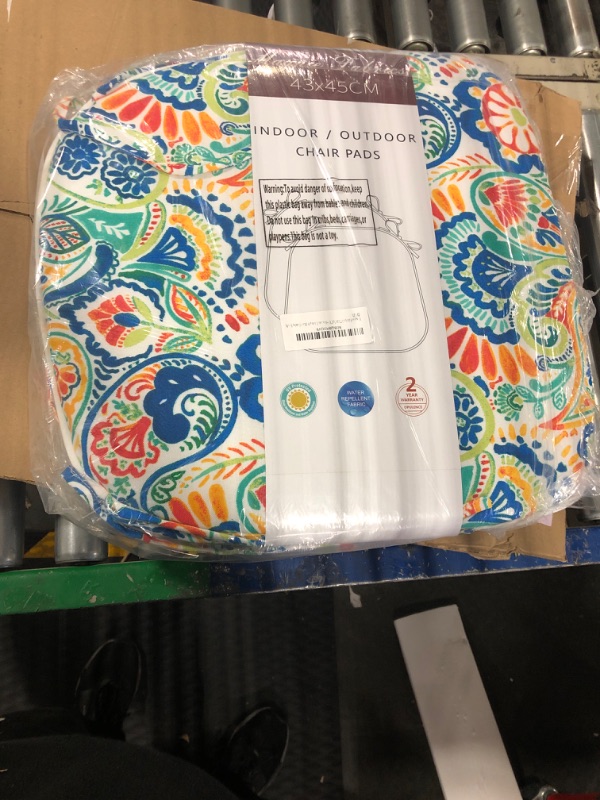 43x45CM
INDOOR / OUTDOOR
CHAIR PADS
Warning:To avoid danger of suffocation,keep
this plastic bag away from babies and children.
Do not use this bag in cribs,beds,carriages,or
playpens.This bag is not a toy.
WATER
REPELLENT
FABRIC
2
YEAR
WARRANTY